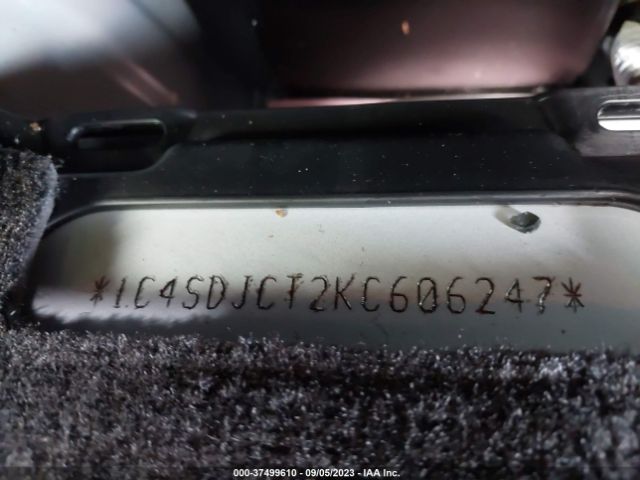 *1C4SDJCT2KC606247*
000-37499610 - 09/05/2023 - IAA Inc.